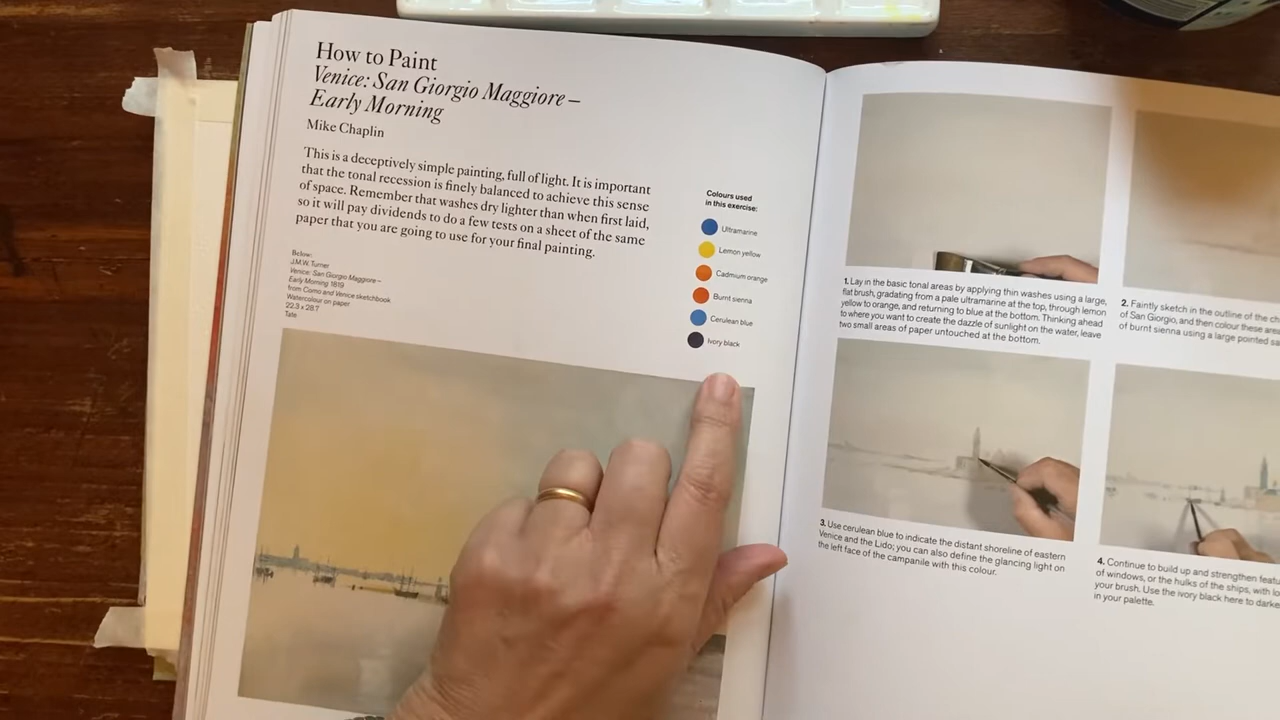 How to Paint
Venice: San Giorgio Maggiore –
Early Morning
Mike Chaplin
This is a deceptively simple painting, full of light. It is important
that the tonal recession is finely balanced to achieve this sense
of space. Remember that washes dry lighter than when first laid,
so it will pay dividends to do a few tests on a sheet of the same
paper that you are going to use for your final painting.
Below:
J.M.W. Turner
Venice: San Giorgio Maggiore –
Early Morning 1819
from Como and Venice sketchbook
Watercolour on paper
22.3 x 28.7
Tate
Colours used
in this exercise:
Ultramarine
Lemon yellow
Cadmium orange
Burnt sienna
Cerulean blue
Ivory black
1. Lay in the basic tonal areas by applying thin washes using a large,
flat brush, gradating from a pale ultramarine at the top, through lemon
yellow to orange, and returning to blue at the bottom. Thinking ahead
to where you want to create the dazzle of sunlight on the water, leave
two small areas of paper untouched at the bottom.
2. Faintly sketch in the outline of the
of San Giorgio, and then colour these
of burnt sienna using a large pointed
3. Use cerulean blue to indicate the distant shoreline of eastern
Venice and the Lido; you can also define the glancing light on
the left face of the campanile with this colour.
4. Continue to build up and strengthen
of windows, or the hulks of the ships, with
your brush. Use the ivory black here to
in your palette.